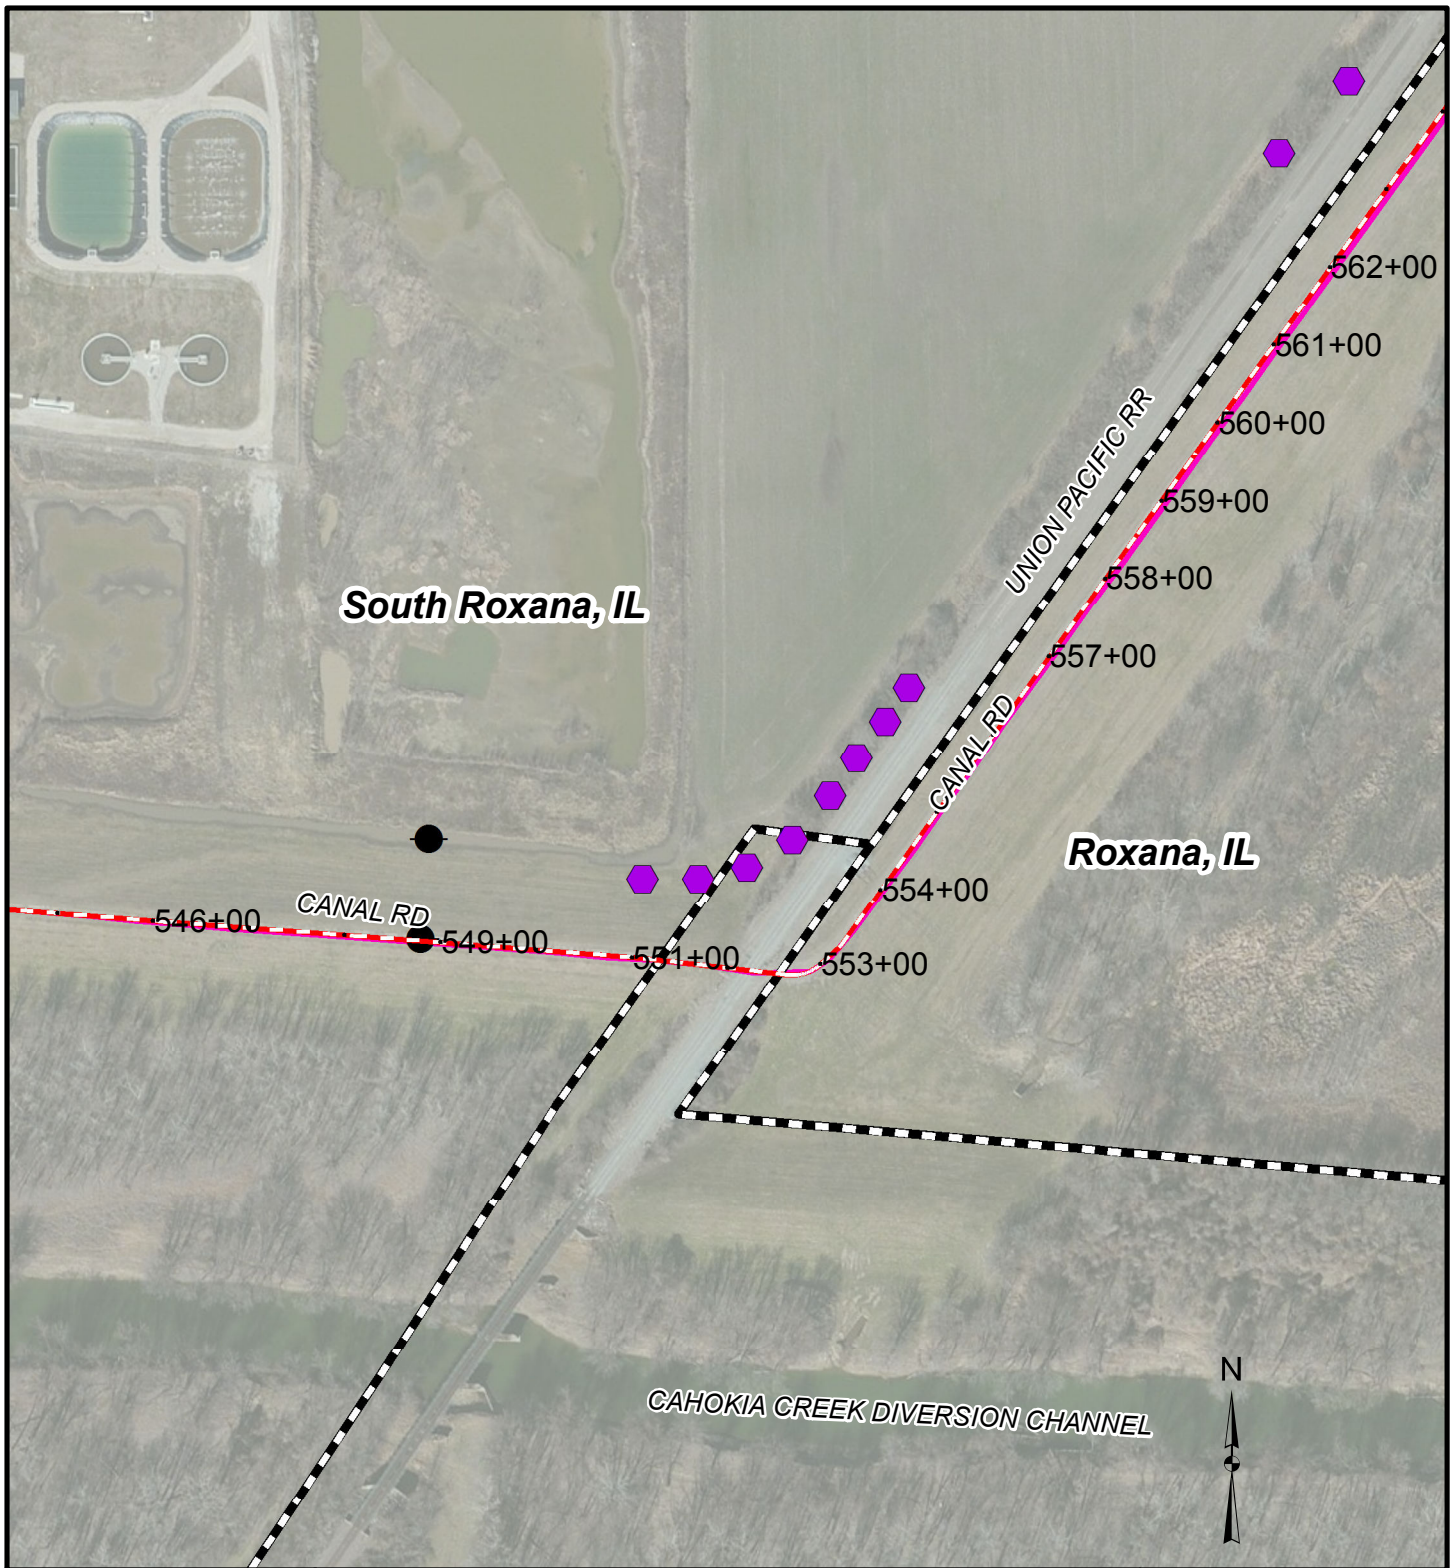 562+00
561+00
560+00
UNION PACIFIC RR
559+00
558+00
South Roxana, IL
557+00
CANAL RD
Roxana, IL
554+00
CANAL RD
546+00
549+00
551+00
553+00
N
CAHOKIA CREEK DIVERSION CHANNEL